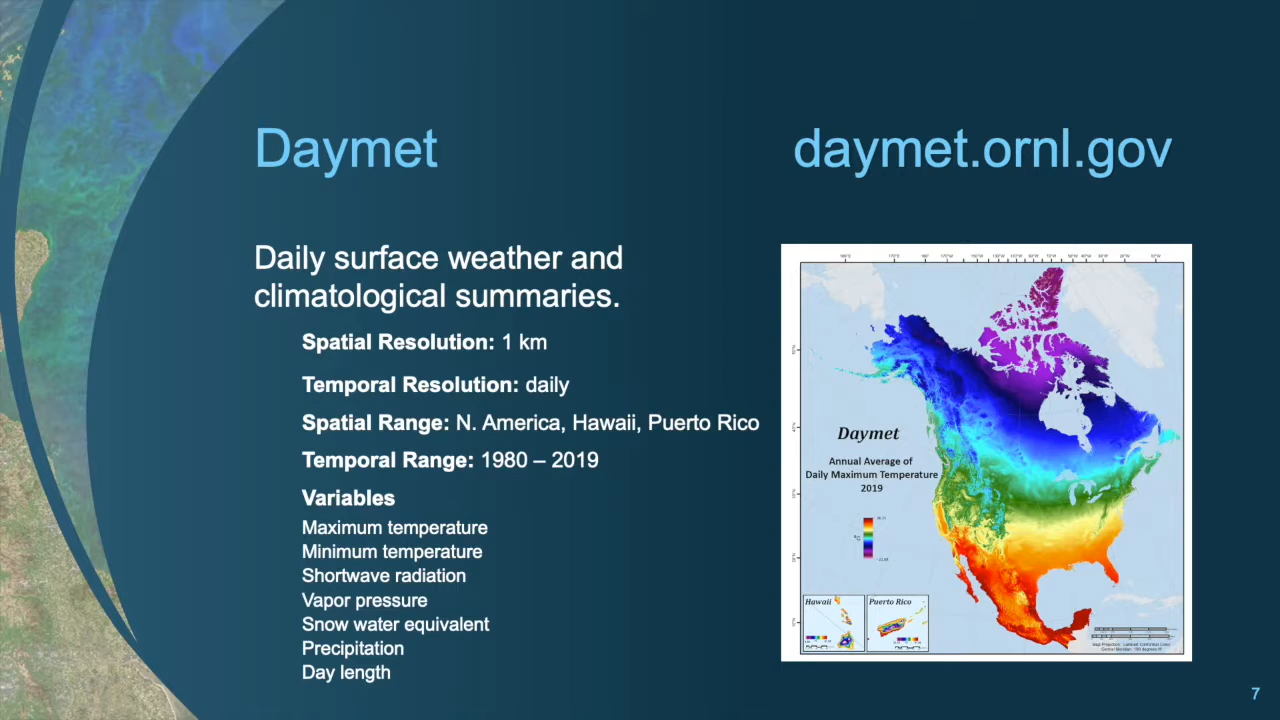 Daymet
daymet.ornl.gov
Daily surface weather and
climatological summaries.
Spatial Resolution: 1 km
Temporal Resolution: daily
Spatial Range: N. America, Hawaii, Puerto Rico
Temporal Range: 1980 – 2019
Variables
Maximum temperature
Minimum temperature
Shortwave radiation
Vapor pressure
Snow water equivalent
Precipitation
Day length
Daymet
Annual Average of
Daily Maximum Temperature
2019
Hawaii
Puerto Rico
7